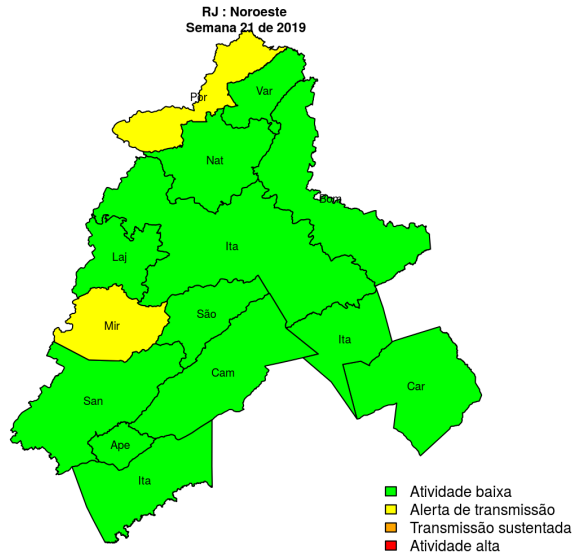 RJ : Noroeste
Semana 21 de 2019
Por
Var
Nat
Bom
Ita
Laj
São
Mir
Ita
Cam
Car
San
Ape
Ita
Atividade baixa
Alerta de transmissão
Transmissão sustentada
Atividade alta